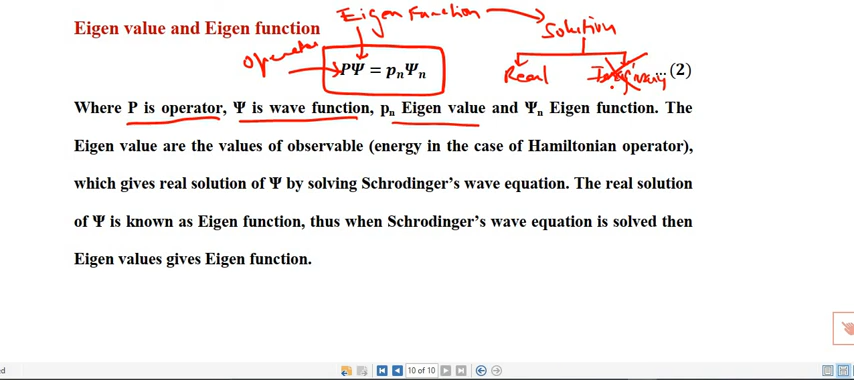 Eigen Function
Solution
Eigen value and Eigen function
Operator
Real
Imaginary
PΨ = pₙΨₙ
...(2)
Where P is operator, Ψ is wave function, pₙ Eigen value and Ψₙ Eigen function. The
Eigen value are the values of observable (energy in the case of Hamiltonian operator),
which gives real solution of Ψ by solving Schrodinger's wave equation. The real solution
of Ψ is known as Eigen function, thus when Schrodinger's wave equation is solved then
Eigen values gives Eigen function.
10 of 10